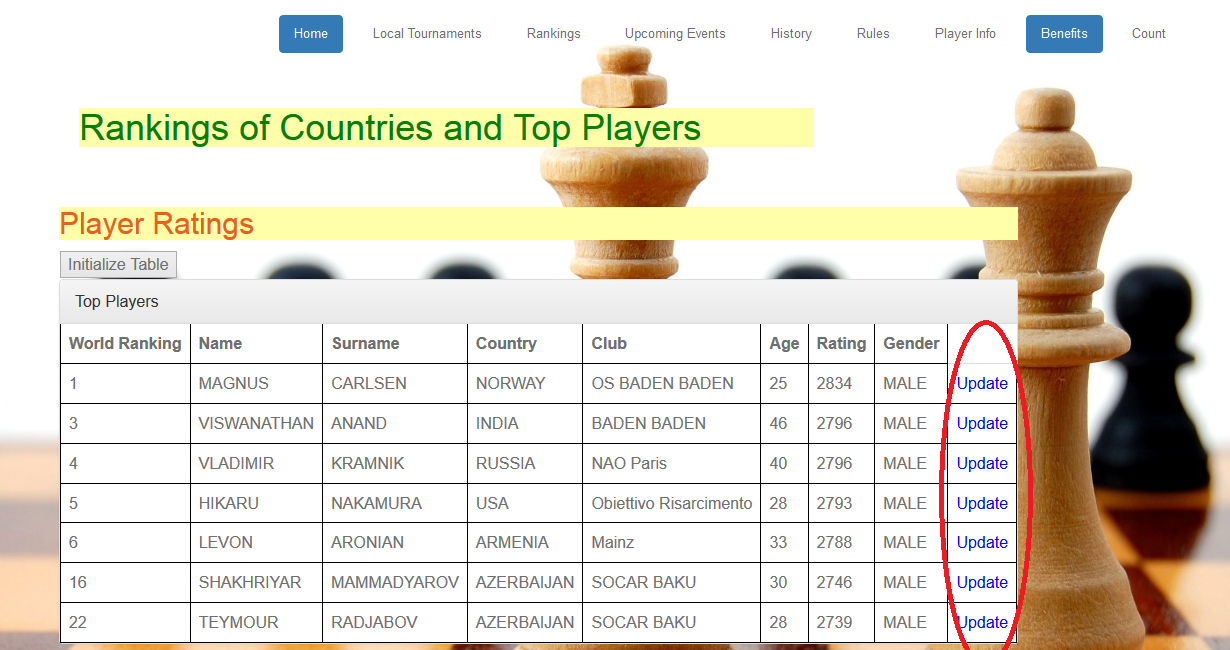 Home Local Tournaments Rankings Upcoming Events History Rules Player Info Benefits Count
Rankings of Countries and Top Players
Player Ratings
Initialize Table
Top Players
World Ranking Name Surname Country Club Age Rating Gender
1 MAGNUS CARLSEN NORWAY OS BADEN BADEN 25 2834 MALE Update
3 VISWANATHAN ANAND INDIA BADEN BADEN 46 2796 MALE Update
4 VLADIMIR KRAMNIK RUSSIA NAO Paris 40 2796 MALE Update
5 HIKARU NAKAMURA USA Obiettivo Risarcimento 28 2793 MALE Update
6 LEVON ARONIAN ARMENIA Mainz 33 2788 MALE Update
16 SHAKHRIYAR MAMMADYAROV AZERBAIJAN SOCAR BAKU 30 2746 MALE Update
22 TEYMOUR RADJABOV AZERBAIJAN SOCAR BAKU 28 2739 MALE Update